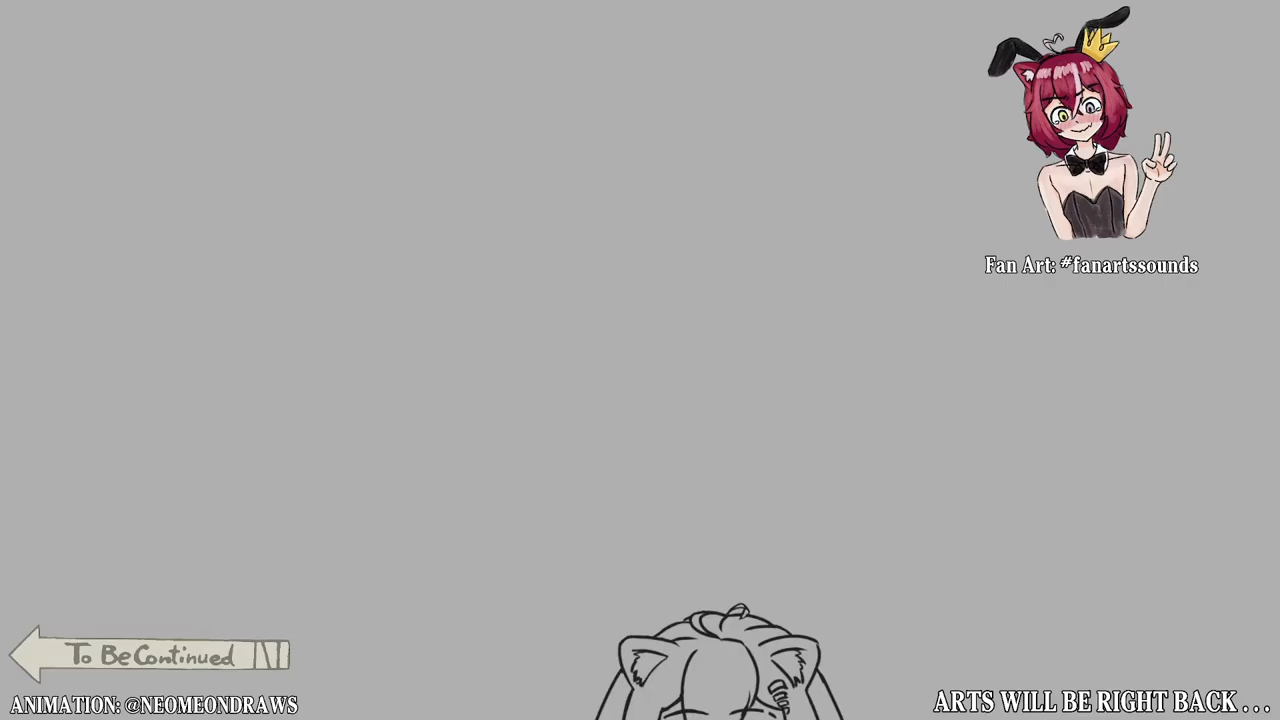 Fan Art: #fanartssounds
To Be Continued
ANIMATION: @NEOMEONDRAWS
ARTS WILL BE RIGHT BACK . . .